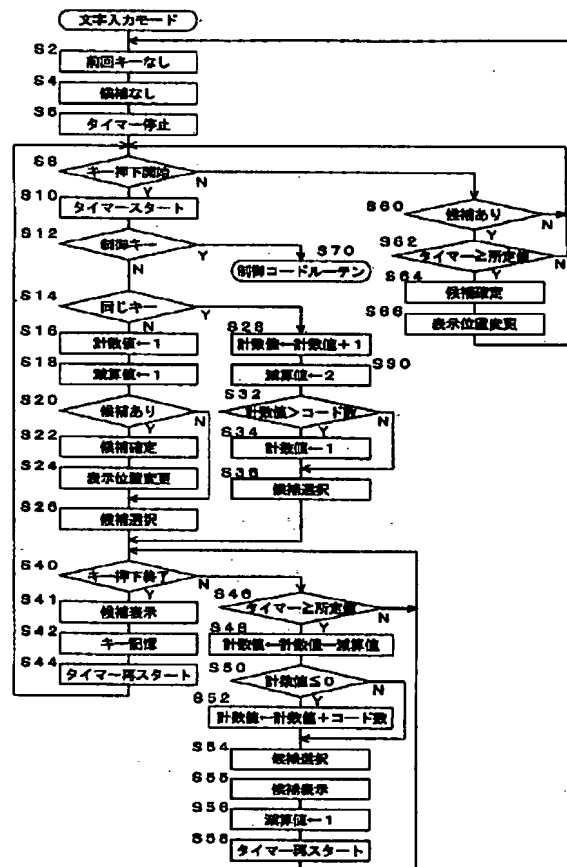 文字入力モード
S2
前回キーなし
S4
候補なし
S6
タイマー停止
S8
キー押下開始
Y
N
S10
タイマースタート
S12
制御キー
Y
N
S70
制御コードルーテン
S60
候補あり
N
Y
S62
タイマー≧所定値
N
Y
S64
候補確定
S66
表示位置変更
S14
同じキー
N
Y
S16
計数値←1
S18
減算値←1
S20
候補あり
N
Y
S22
候補確定
S24
表示位置変更
S26
候補選択
S28
計数値←計数値+1
S90
減算値←2
S32
計数値>コード数
N
Y
S34
計数値←1
S36
候補選択
S40
キー押下終了
N
Y
S41
候補表示
S42
キー記憶
S44
タイマー再スタート
S46
タイマー≧所定値
N
Y
S48
計数値←計数値−減算値
S50
計数値≦0
N
Y
S52
計数値←計数値+コード数
S54
候補選択
S55
候補表示
S56
減算値←1
S58
タイマー再スタート